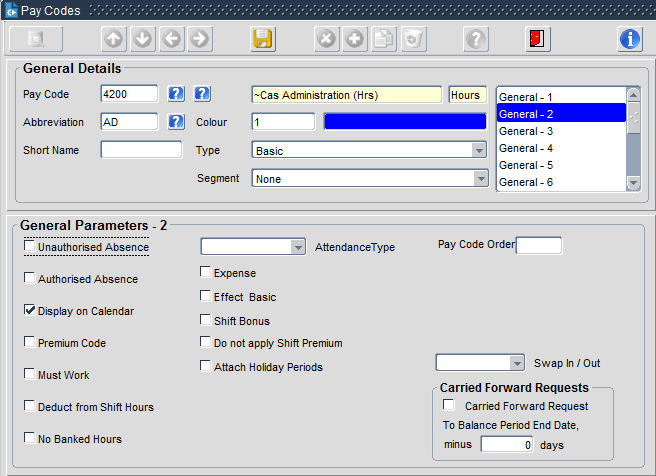 Pay Codes
General Details
Pay Code 4200 ? ? ~Cas Administration (Hrs) Hours
Abbreviation AD ? Colour 1
Short Name Type Basic
Segment None
General - 1
General - 2
General - 3
General - 4
General - 5
General - 6
General Parameters - 2
Unauthorised Absence AttendanceType Pay Code Order
Authorised Absence Expense
Effect Basic
Display on Calendar Shift Bonus
Premium Code Do not apply Shift Premium
Must Work Attach Holiday Periods Swap In / Out
Deduct from Shift Hours
No Banked Hours
Carried Forward Requests
Carried Forward Request
To Balance Period End Date,
minus 0 days